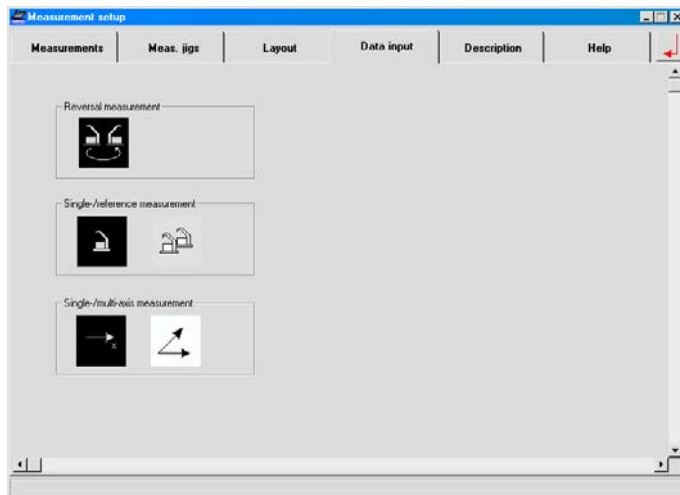 Measurement setup
Measurements Meas. jigs Layout Data input Description Help
Reversal measurement
Single-/reference measurement
Single-/multi-axis measurement
x